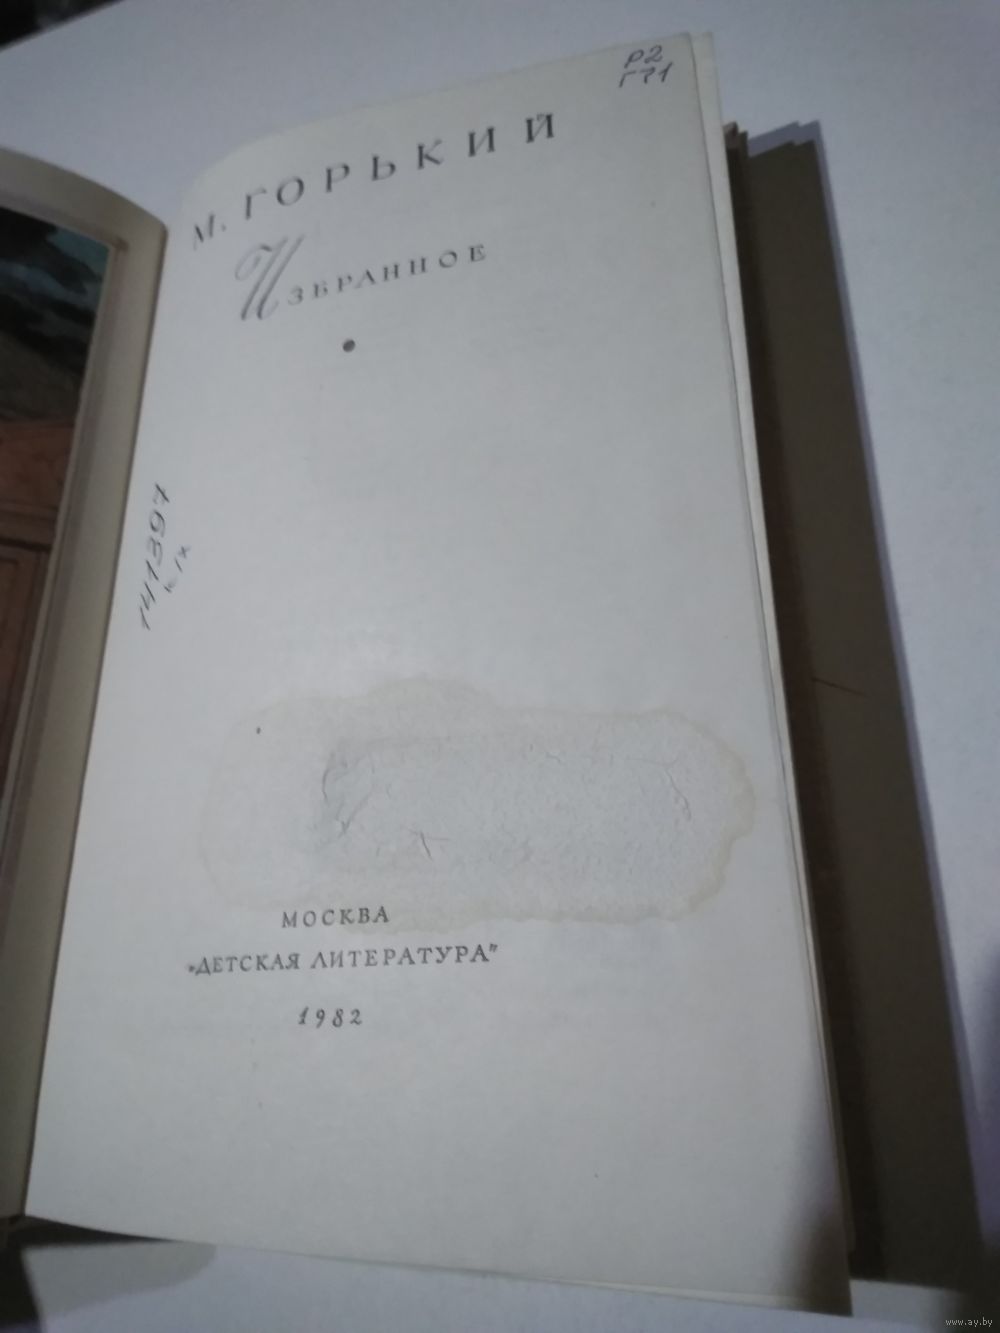 Р2
Г71
М. ГОРЬКИЙ
ИЗБРАННОЕ
141397
МОСКВА
"ДЕТСКАЯ ЛИТЕРАТУРА"
1982
www.ay.by